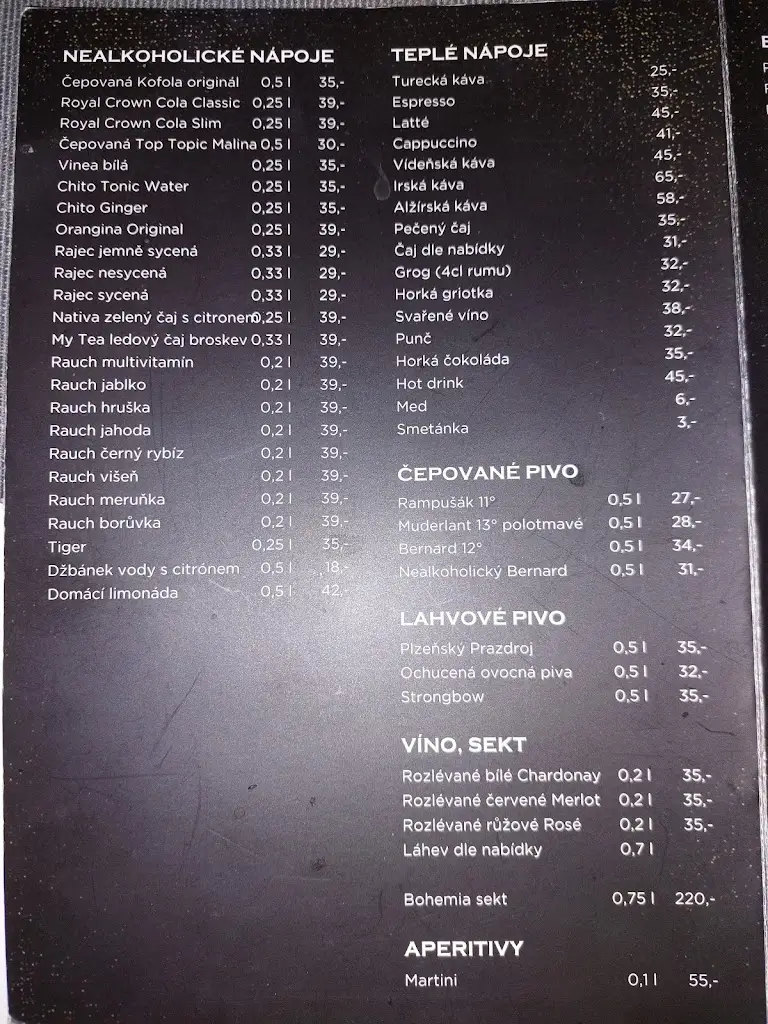 NEALKOHOLICKÉ NÁPOJE
Čepovaná Kofola originál 0,5 l 35,-
Royal Crown Cola Classic 0,25 l 39,-
Royal Crown Cola Slim 0,25 l 39,-
Čepovaná Top Topic Malina 0,5 l 30,-
Vinea bílá 0,25 l 35,-
Chito Tonic Water 0,25 l 35,-
Chito Ginger 0,25 l 35,-
Orangina Original 0,25 l 39,-
Rajec jemně sycená 0,33 l 29,-
Rajec nesycená 0,33 l 29,-
Rajec sycená 0,33 l 29,-
Nativa zelený čaj s citronem 0,25 l 39,-
My Tea ledový čaj broskev 0,33 l 39,-
Rauch multivitamín 0,2 l 39,-
Rauch jablko 0,2 l 39,-
Rauch hruška 0,2 l 39,-
Rauch jahoda 0,2 l 39,-
Rauch černý rybíz 0,2 l 39,-
Rauch višeň 0,2 l 39,-
Rauch meruňka 0,2 l 39,-
Rauch borůvka 0,2 l 39,-
Tiger 0,25 l 35,-
Džbánek vody s citrónem 0,5 l 18,-
Domácí limonáda 0,5 l 42,-
TEPLÉ NÁPOJE
Turecká káva 25,-
Espresso 35,-
Latté 45,-
Cappuccino 41,-
Vídeňská káva 45,-
Irská káva 65,-
Alžírská káva 58,-
Pečený čaj 35,-
Čaj dle nabídky 31,-
Grog (4cl rumu) 32,-
Horká griotka 32,-
Svařené víno 38,-
Punč 32,-
Horká čokoláda 35,-
Hot drink 45,-
Med 6,-
Smetánka 3,-
ČEPOVANÉ PIVO
Rampušák 11° 0,5 l 27,-
Muderlant 13° polotmavé 0,5 l 28,-
Bernard 12° 0,5 l 34,-
Nealkoholický Bernard 0,5 l 31,-
LAHVOVÉ PIVO
Plzeňský Prazdroj 0,5 l 35,-
Ochucená ovocná piva 0,5 l 32,-
Strongbow 0,5 l 35,-
VÍNO, SEKT
Rozlévané bílé Chardonay 0,2 l 35,-
Rozlévané červené Merlot 0,2 l 35,-
Rozlévané růžové Rosé 0,2 l 35,-
Láhev dle nabídky 0,7 l
Bohemia sekt 0,75 l 220,-
APERITIVY
Martini 0,1 l 55,-